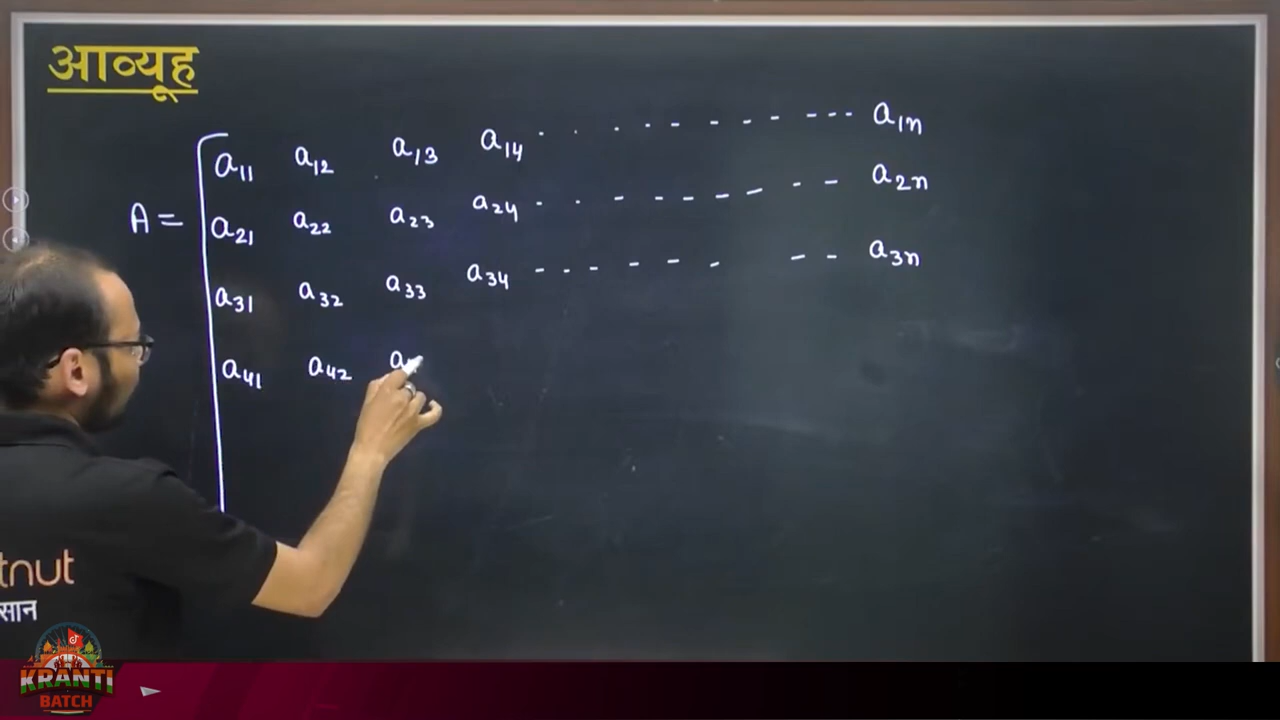 आव्यूह
A = a11 a12 a13 a14 ------------ a1n
a21 a22 a23 a24 ------------ a2n
a31 a32 a33 a34 ------ -- a3n
a41 a42 a
tnut
सान
KRANTI
BATCH